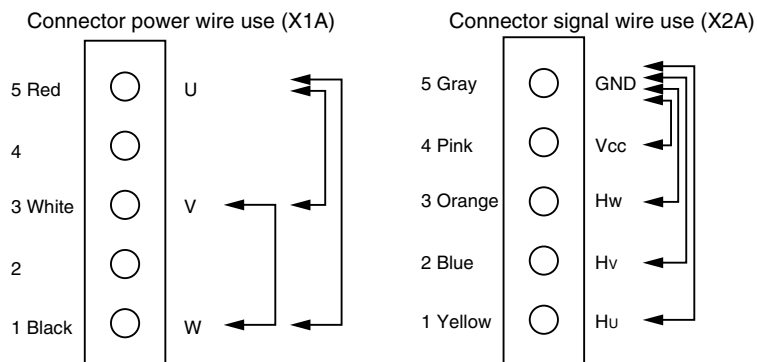 Connector power wire use (X1A)
5 Red U
4
3 White V
2
1 Black W
Connector signal wire use (X2A)
5 Gray GND
4 Pink Vcc
3 Orange Hw
2 Blue Hv
1 Yellow Hu